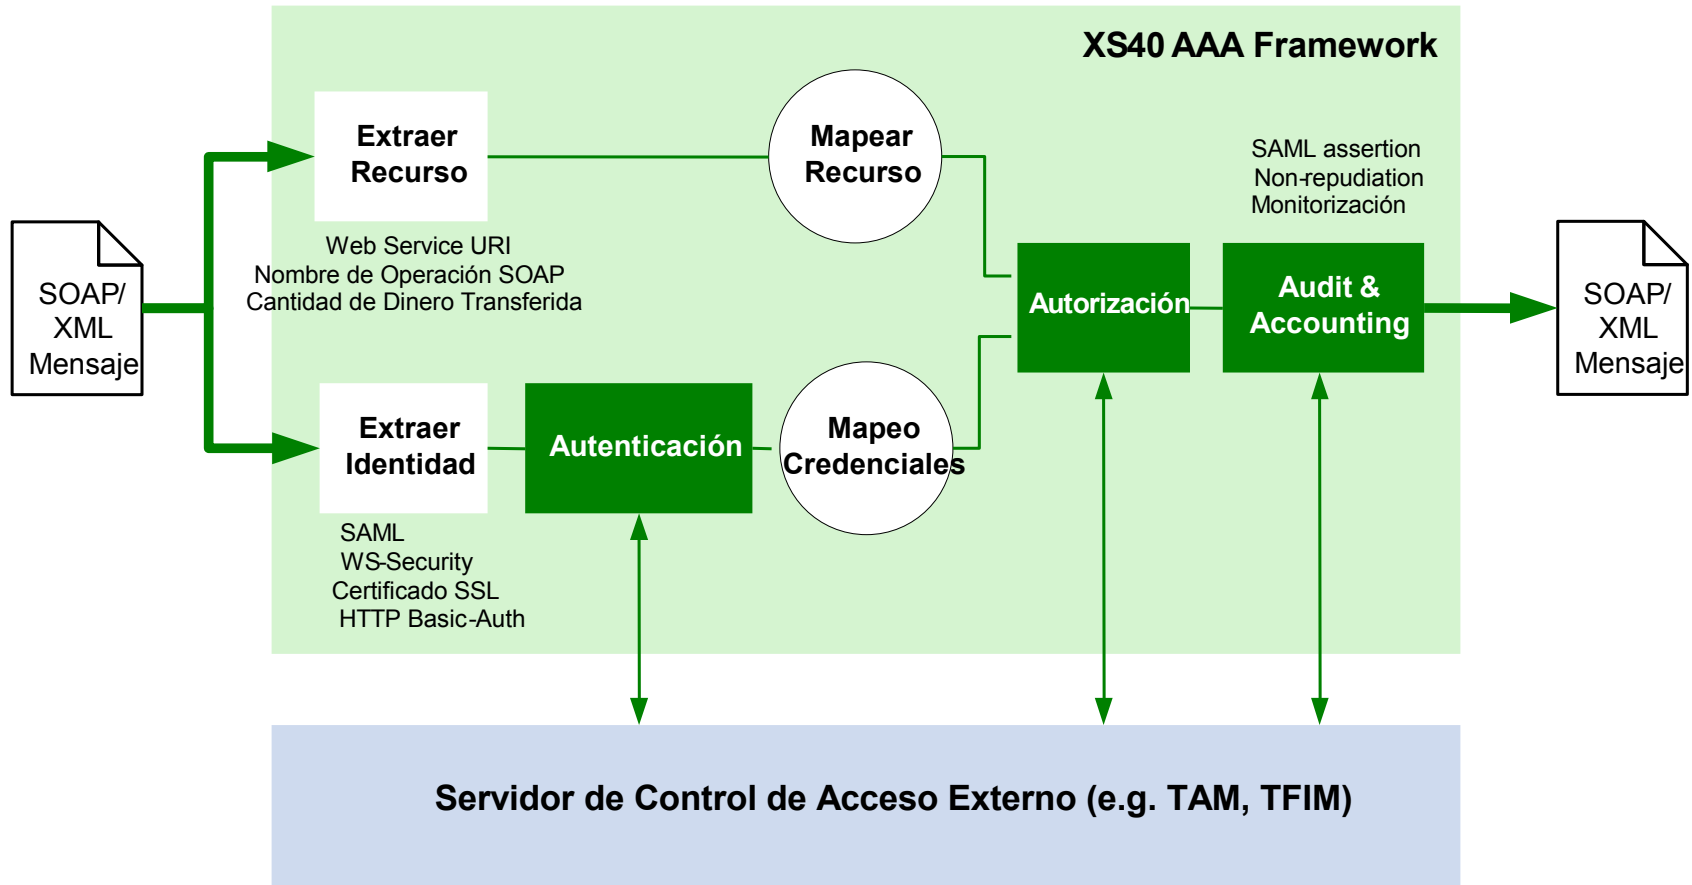 XS40 AAA Framework
Extraer
Recurso
Mapear
Recurso
SAML assertion
Non-repudiation
Monitorización
Web Service URI
Nombre de Operación SOAP
Cantidad de Dinero Transferida
SOAP/
XML
Mensaje
Autorización
Audit &
Accounting
SOAP/
XML
Mensaje
Extraer
Identidad
Autenticación
Mapeo
Credenciales
SAML
WS-Security
Certificado SSL
HTTP Basic-Auth
Servidor de Control de Acceso Externo (e.g. TAM, TFIM)